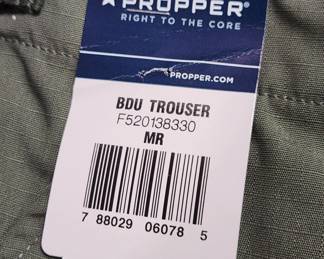 PROPPER®
RIGHT TO THE CORE
PROPPER.COM
BDU TROUSER
F520138330
MR
7 88029 06078 5